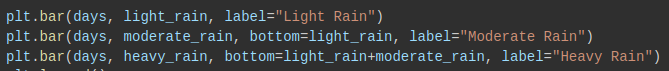 plt.bar(days, light_rain, label="Light Rain")
plt.bar(days, moderate_rain, bottom=light_rain, label="Moderate Rain")
plt.bar(days, heavy_rain, bottom=light_rain+moderate_rain, label="Heavy Rain")